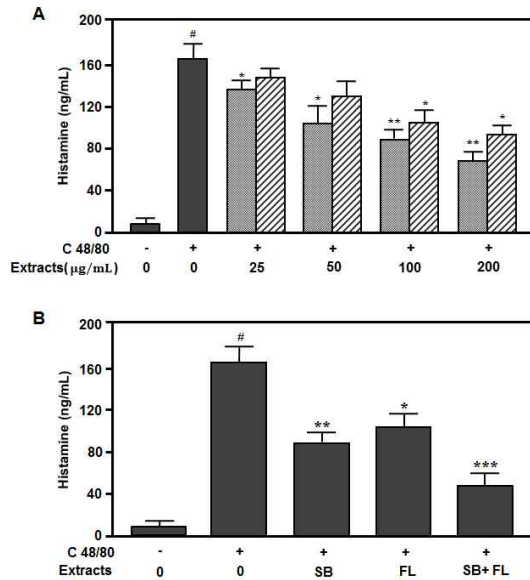 A
200
160
120
80
40
0
Histamine (ng/mL)
#
*
*
**
*
**
*
C 48/80 - + + + + +
Extracts(μg/mL) 0 0 25 50 100 200
B
200
160
120
80
40
0
Histamine (ng/mL)
#
**
*
***
C 48/80 - + + + +
Extracts 0 0 SB FL SB+ FL